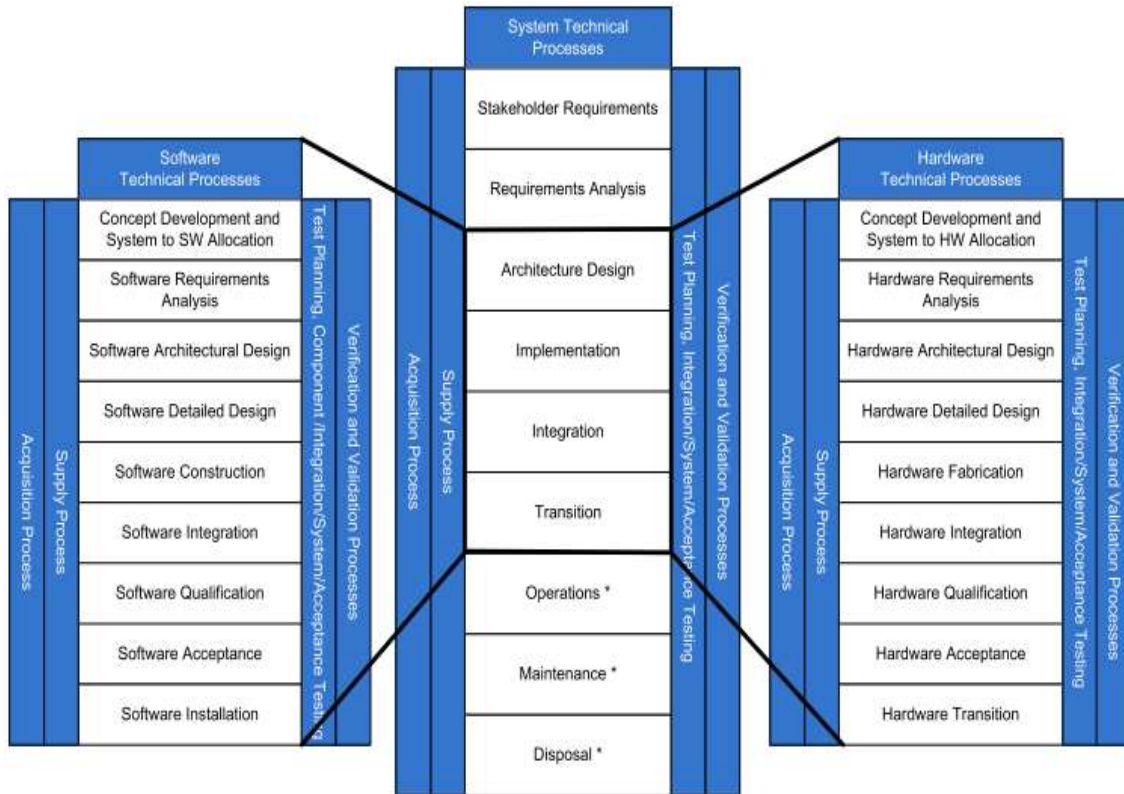 System Technical
Processes
Acquisition Process
Supply Process
Stakeholder Requirements
Requirements Analysis
Architecture Design
Implementation
Integration
Transition
Operations *
Maintenance *
Disposal *
Test Planning, Integration/System/Acceptance Testing
Verification and Validation Processes
Software
Technical Processes
Acquisition Process
Supply Process
Concept Development and
System to SW Allocation
Software Requirements
Analysis
Software Architectural Design
Software Detailed Design
Software Construction
Software Integration
Software Qualification
Software Acceptance
Software Installation
Test Planning, Component /Integration/System/Acceptance Testing
Verification and Validation Processes
Hardware
Technical Processes
Acquisition Process
Supply Process
Concept Development and
System to HW Allocation
Hardware Requirements
Analysis
Hardware Architectural Design
Hardware Detailed Design
Hardware Fabrication
Hardware Integration
Hardware Qualification
Hardware Acceptance
Hardware Transition
Test Planning, Integration/System/Acceptance Testing
Verification and Validation Processes